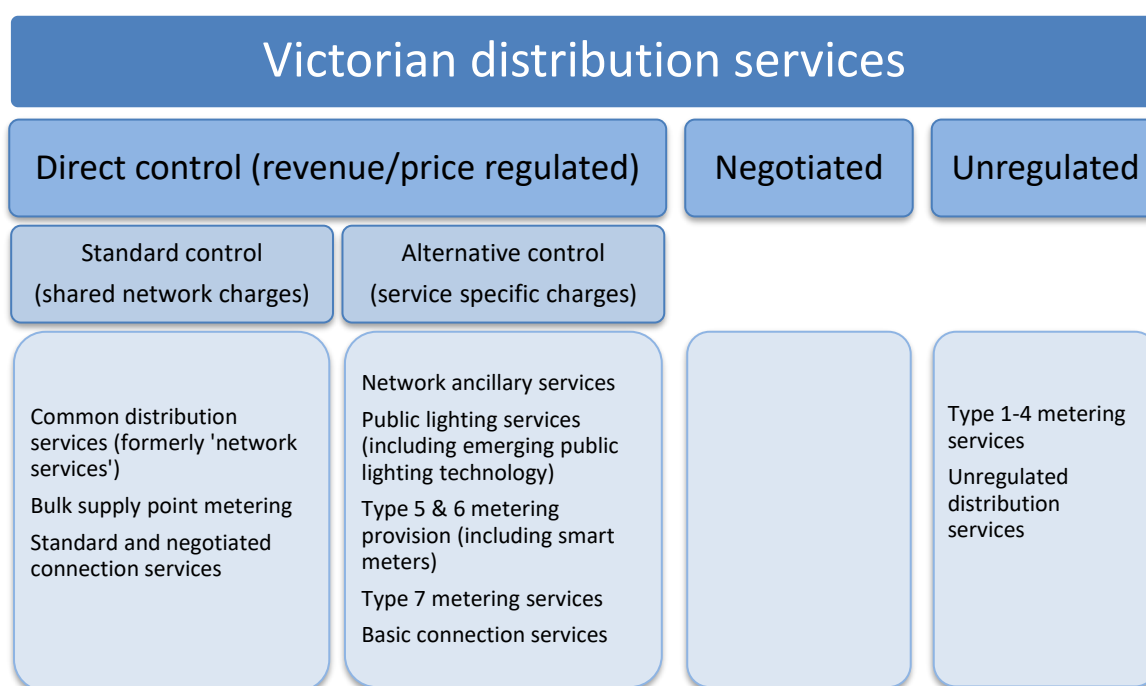 Victorian distribution services
Direct control (revenue/price regulated)
Negotiated
Unregulated
Standard control
(shared network charges)
Alternative control
(service specific charges)
Common distribution
services (formerly 'network
services')
Bulk supply point metering
Standard and negotiated
connection services
Network ancillary services
Public lighting services
(including emerging public
lighting technology)
Type 5 & 6 metering
provision (including smart
meters)
Type 7 metering services
Basic connection services
Type 1-4 metering
services
Unregulated
distribution
services